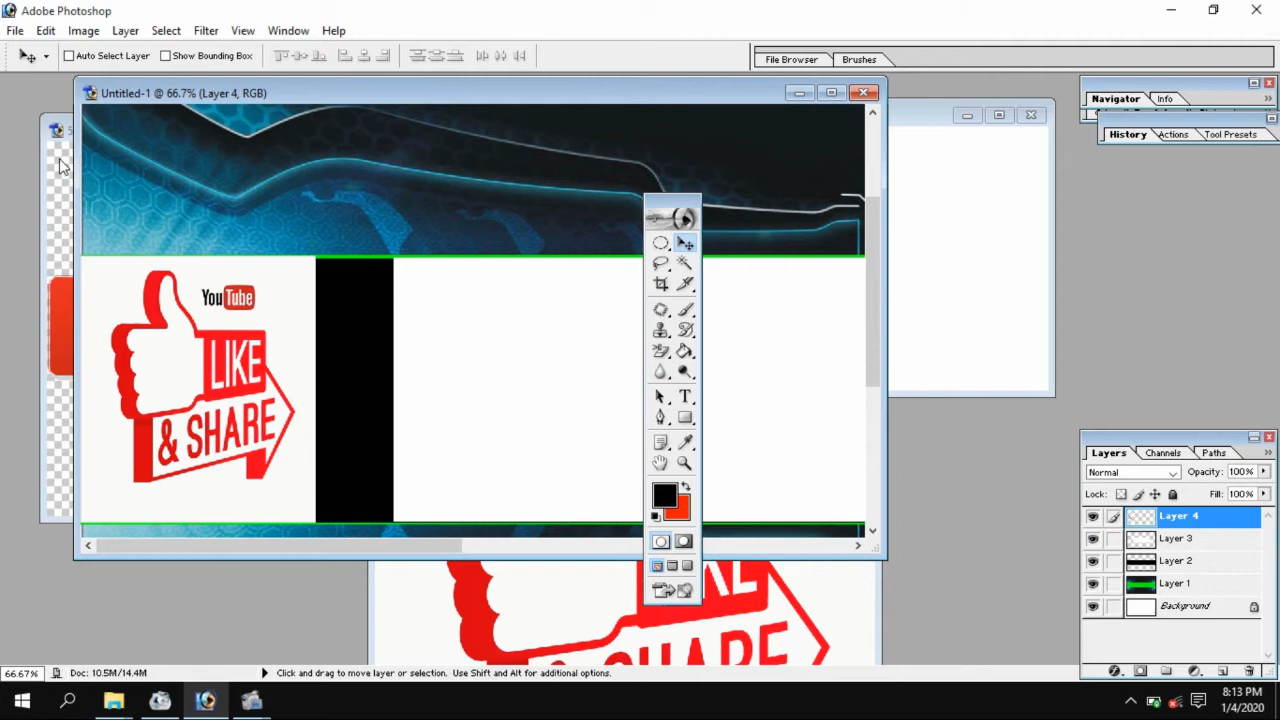 Adobe Photoshop
File Edit Image Layer Select Filter View Window Help
Auto Select Layer Show Bounding Box File Browser Brushes
Untitled-1 @ 66.7% (Layer 4, RGB)
Navigator Info
History Actions Tool Presets
You Tube
LIKE
& SHARE
Layers Channels Paths
Normal Opacity: 100%
Lock: Fill: 100%
Layer 4
Layer 3
Layer 2
Layer 1
Background
& SHARE
66.67% Doc: 10.5M/14.4M Click and drag to move layer or selection. Use Shift and Alt for additional options.
8:13 PM
1/4/2020